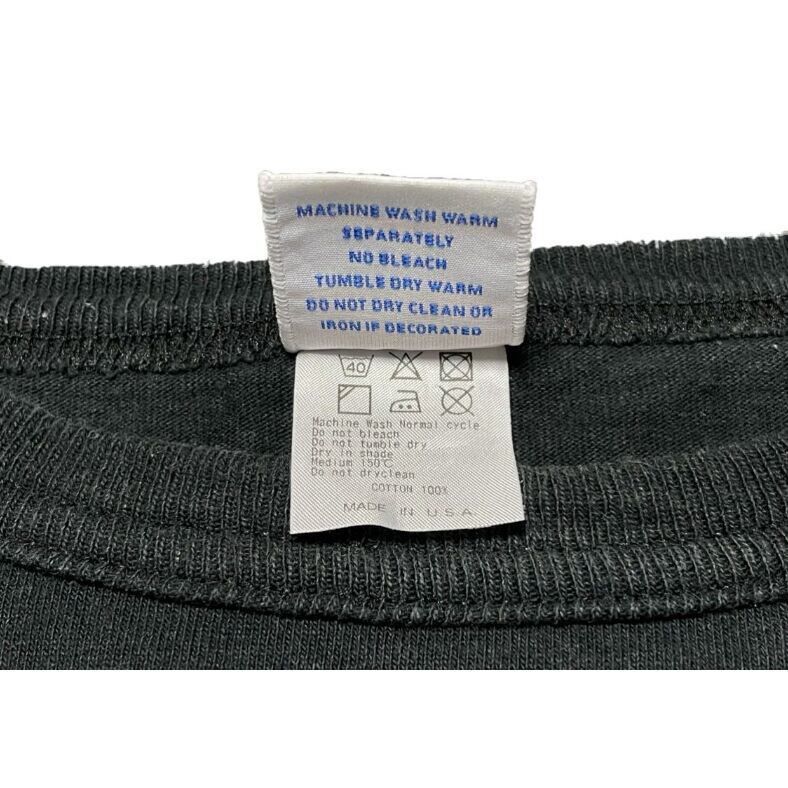 MACHINE WASH WARM
SEPARATELY
NO BLEACH
TUMBLE DRY WARM
DO NOT DRY CLEAN OR
IRON IF DECORATED
40
Machine Wash Normal cycle
Do not bleach
Do not tumble dry
Dry in shade
Medium 150℃
Do not dryclean
COTTON 100%
MADE IN U.S.A.